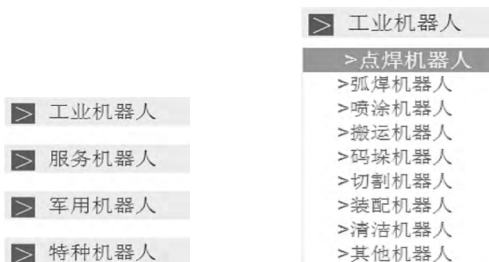 > 工业机器人
> 服务机器人
> 军用机器人
> 特种机器人
> 工业机器人
>点焊机器人
>弧焊机器人
>喷涂机器人
>搬运机器人
>码垛机器人
>切割机器人
>装配机器人
>清洁机器人
>其他机器人